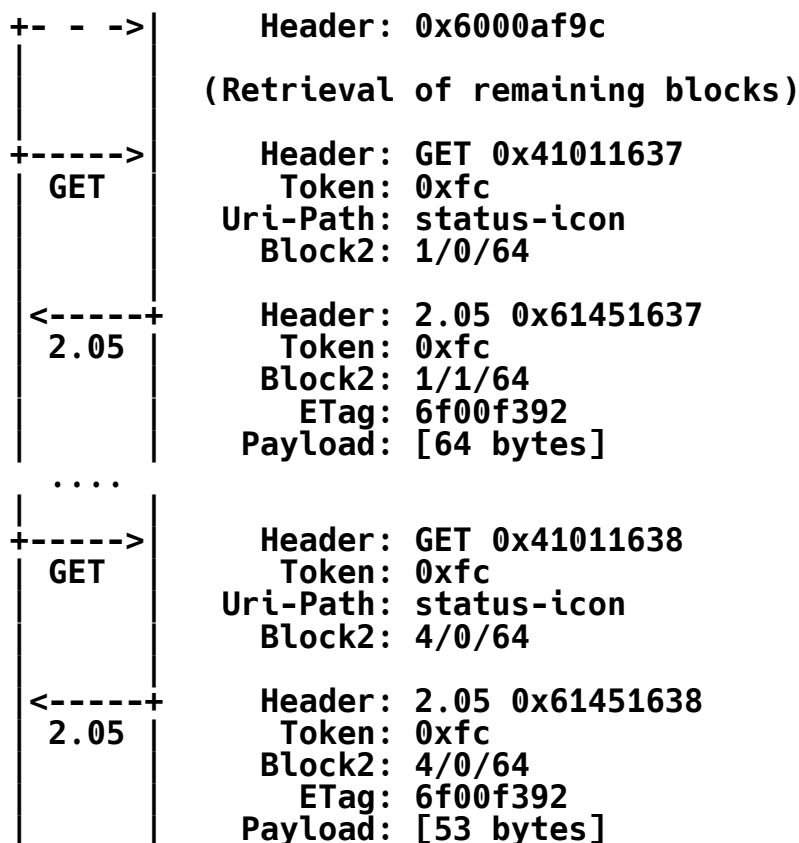 +- - ->|     Header: 0x6000af9c
|      |
|      |  (Retrieval of remaining blocks)
|      |
+----->|     Header: GET 0x41011637
| GET  |      Token: 0xfc
|      |   Uri-Path: status-icon
|      |     Block2: 1/0/64
|      |
|<-----+     Header: 2.05 0x61451637
| 2.05 |      Token: 0xfc
|      |     Block2: 1/1/64
|      |       ETag: 6f00f392
|      |    Payload: [64 bytes]
  ....
|      |
+----->|     Header: GET 0x41011638
| GET  |      Token: 0xfc
|      |   Uri-Path: status-icon
|      |     Block2: 4/0/64
|      |
|<-----+     Header: 2.05 0x61451638
| 2.05 |      Token: 0xfc
|      |     Block2: 4/0/64
|      |       ETag: 6f00f392
|      |    Payload: [53 bytes]